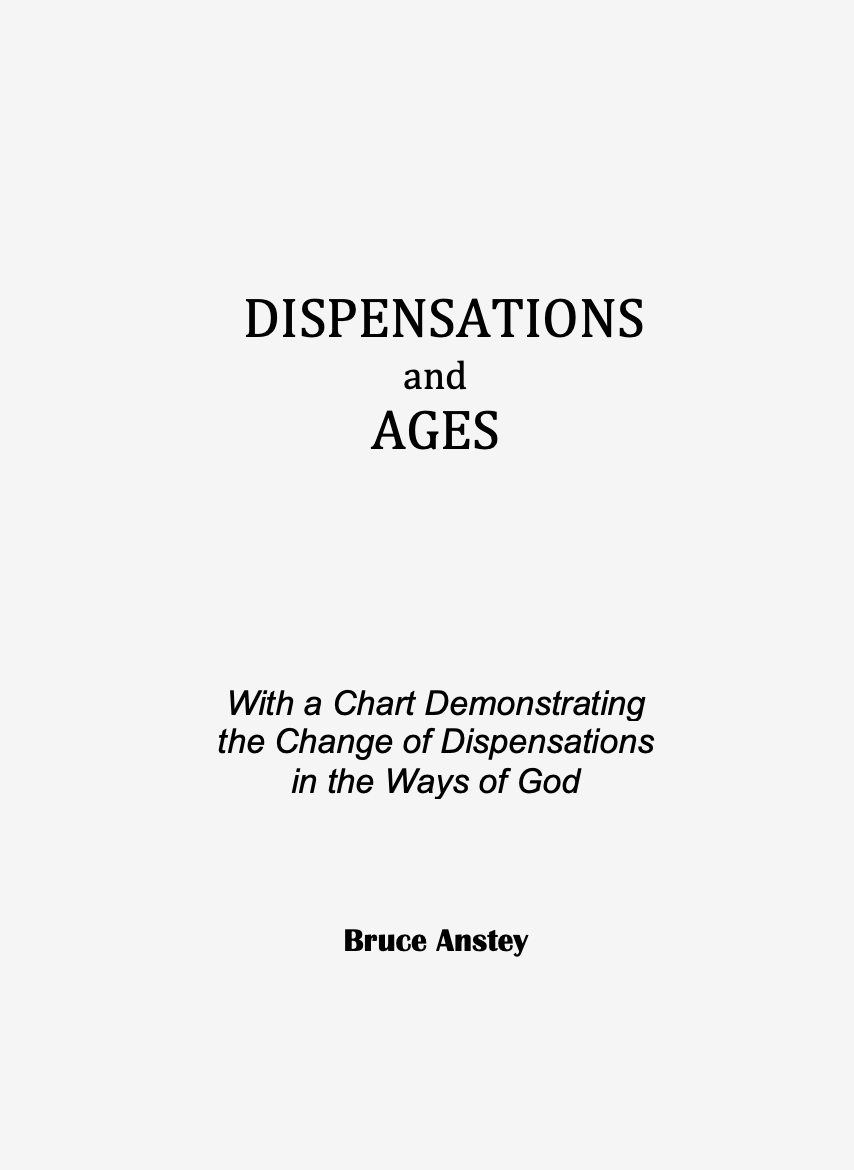 DISPENSATIONS
and
AGES
With a Chart Demonstrating
the Change of Dispensations
in the Ways of God
Bruce Anstey